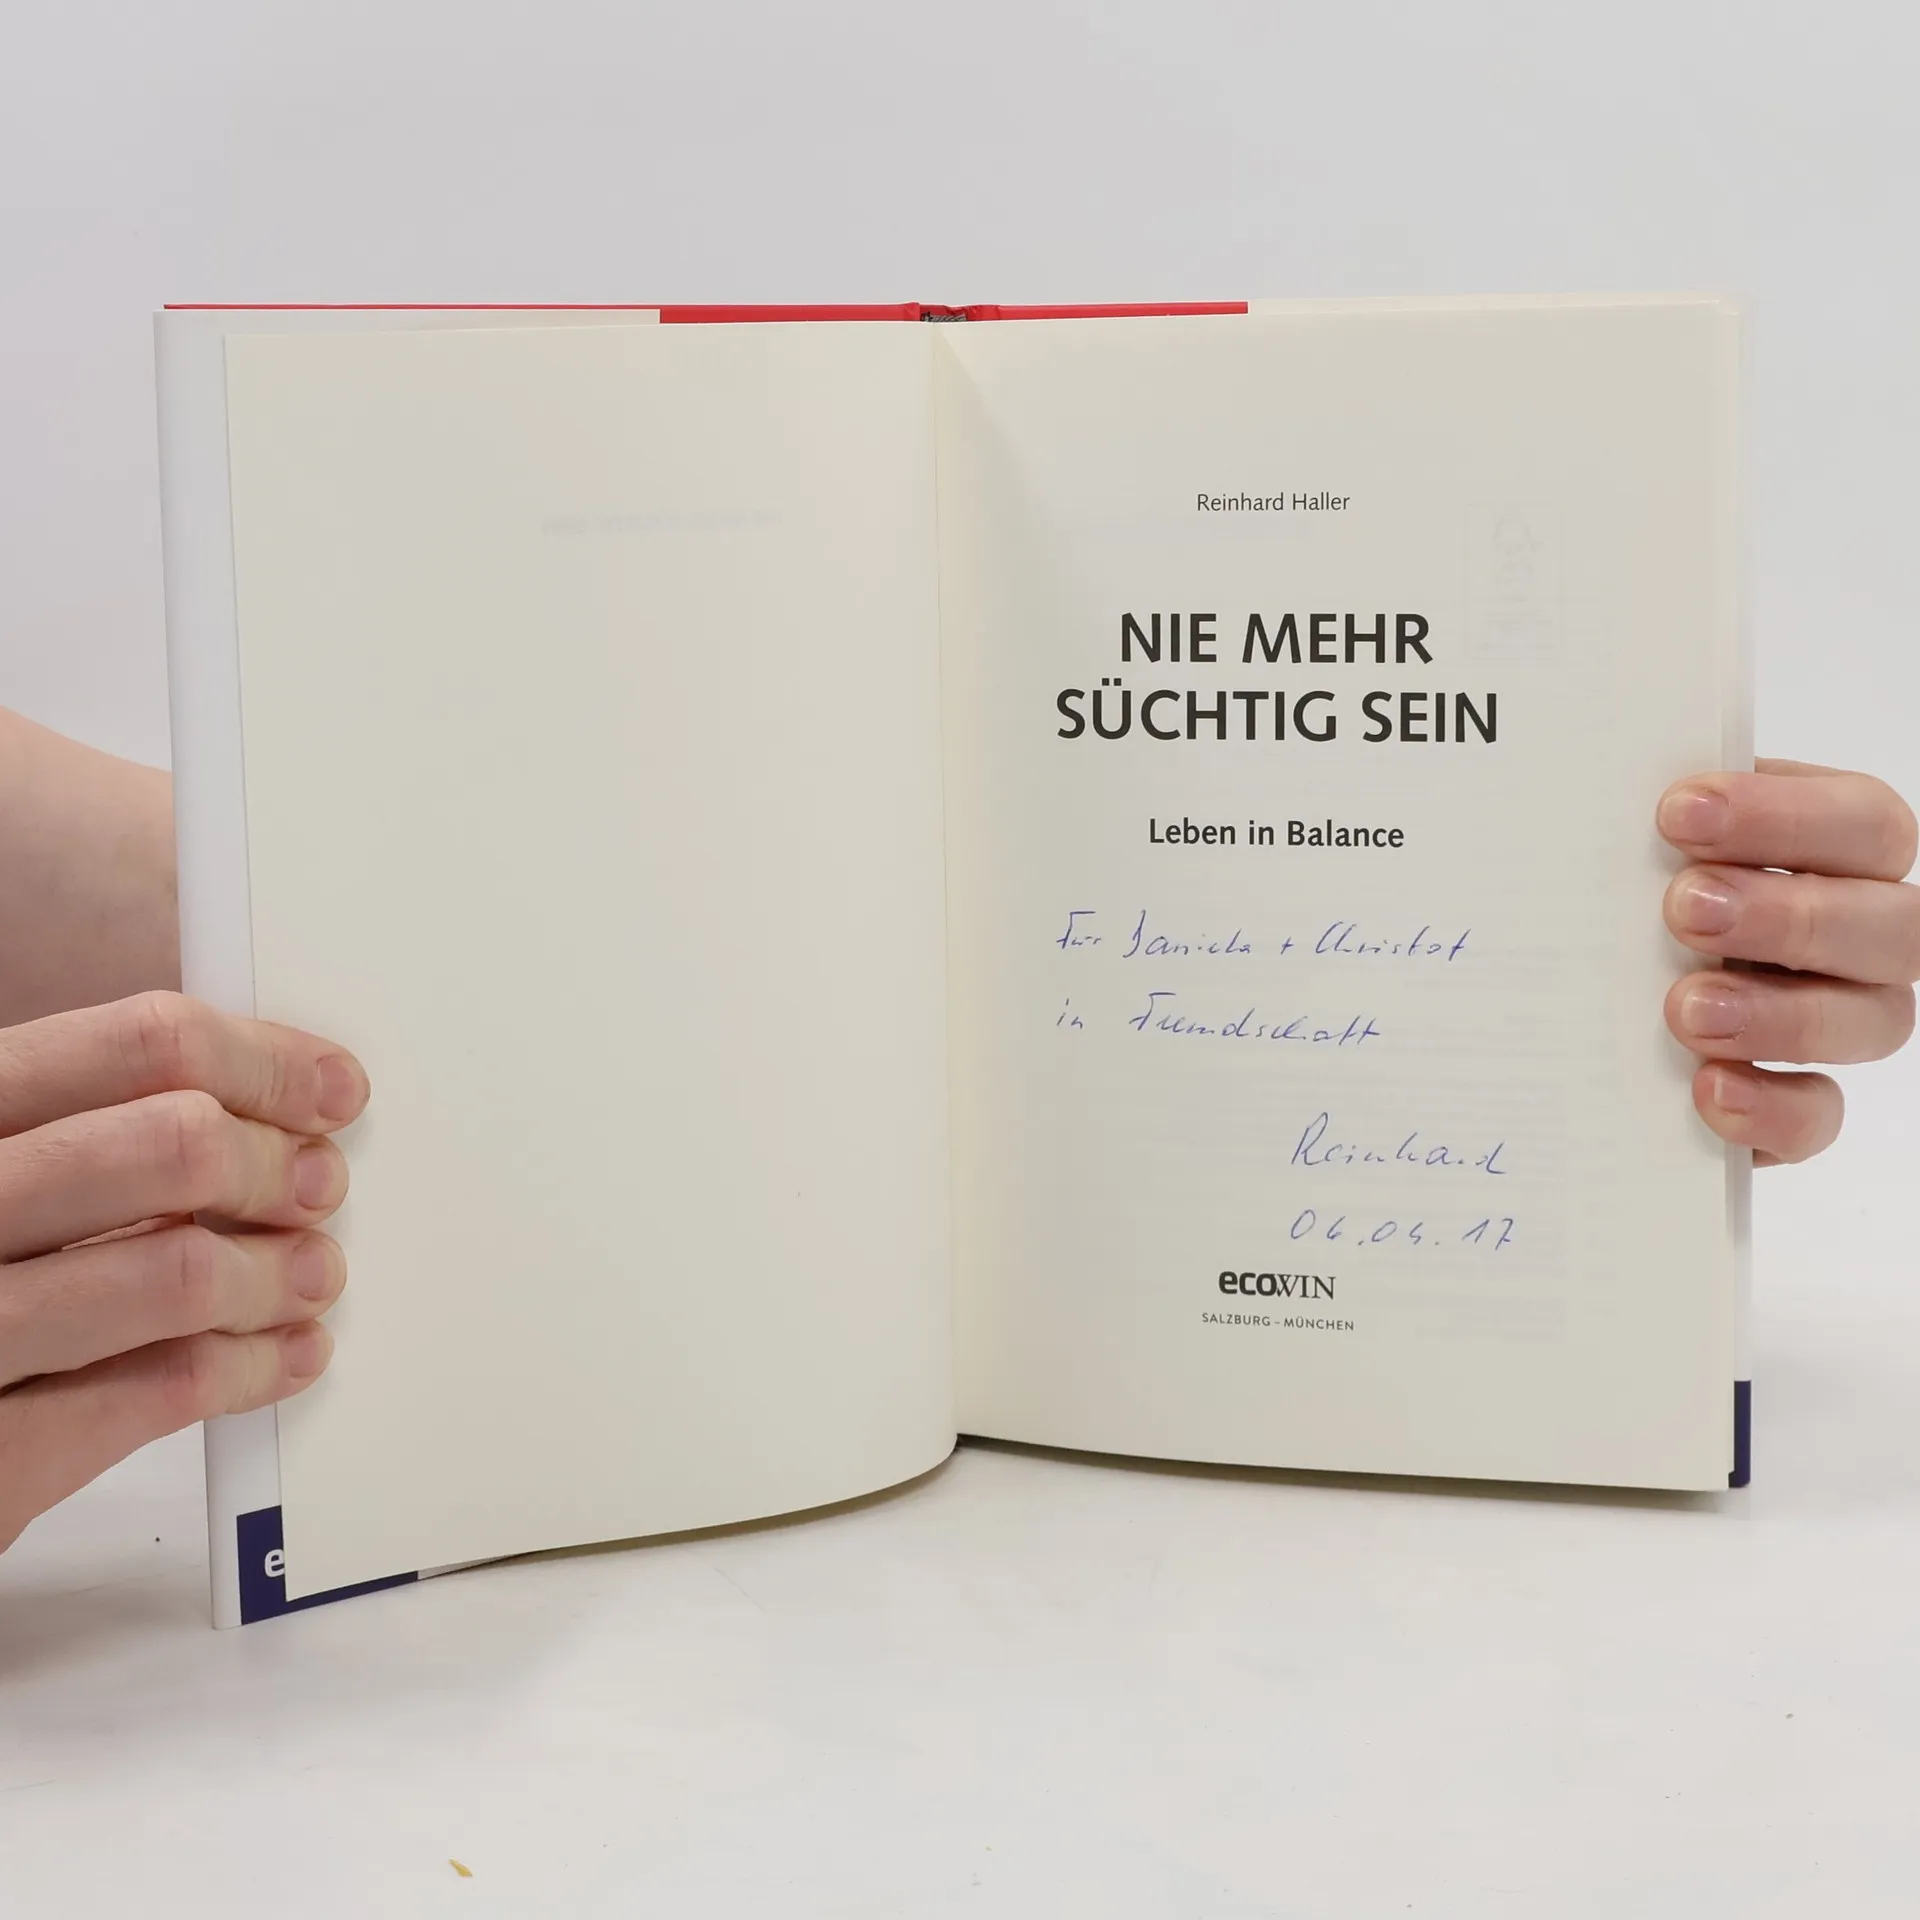 Reinhard Haller
NIE MEHR
SÜCHTIG SEIN
Leben in Balance
Für Daniela + Christof
in Freundschaft
Reinhard
04.04.17
ecoWIN
SALZBURG – MÜNCHEN
e